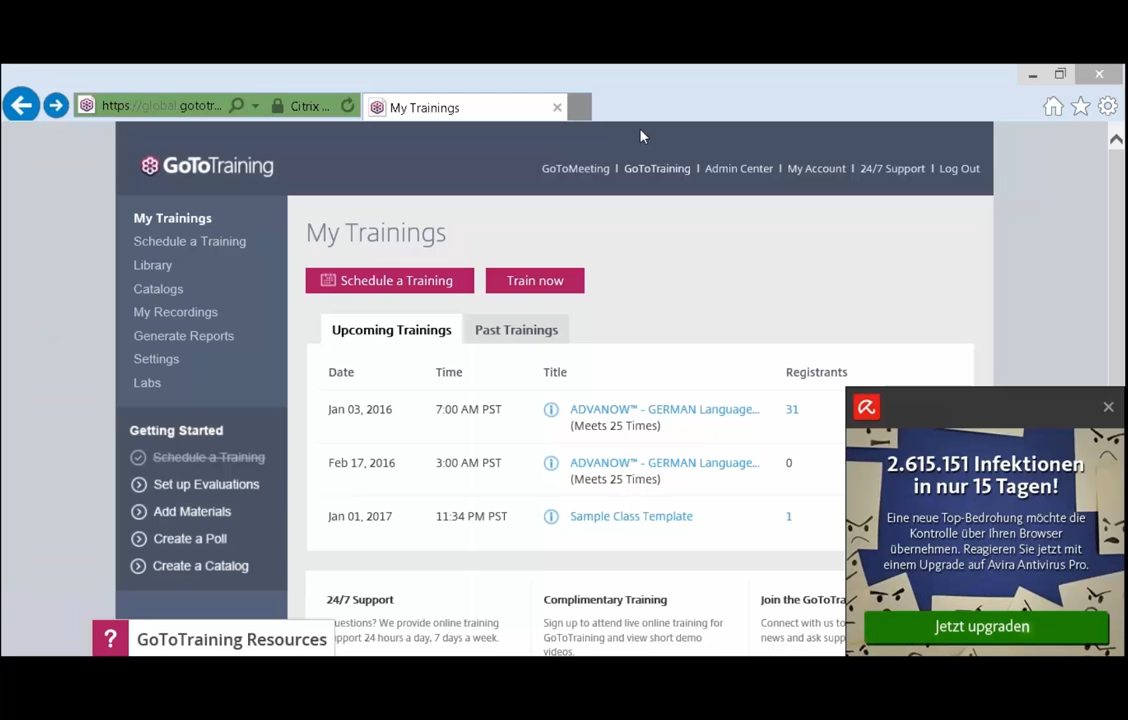 https://global.gototr...
Citrix ...
My Trainings
GoToTraining
GoToMeeting | GoToTraining | Admin Center | My Account | 24/7 Support | Log Out
My Trainings
Schedule a Training
Library
Catalogs
My Recordings
Generate Reports
Settings
Labs
Getting Started
Schedule a Training
Set up Evaluations
Add Materials
Create a Poll
Create a Catalog
? GoToTraining Resources
My Trainings
Schedule a Training
Train now
Upcoming Trainings
Past Trainings
Date Time Title Registrants
Jan 03, 2016 7:00 AM PST ADVANOW™ - GERMAN Language... 31
(Meets 25 Times)
Feb 17, 2016 3:00 AM PST ADVANOW™ - GERMAN Language... 0
(Meets 25 Times)
Jan 01, 2017 11:34 PM PST Sample Class Template 1
24/7 Support
uestions? We provide online training
pport 24 hours a day, 7 days a week.
Complimentary Training
Sign up to attend live online training for
GoToTraining and view short demo
videos.
Join the GoToTra
Connect with us to
news and ask supp
2.615.151 Infektionen
in nur 15 Tagen!
Eine neue Top-Bedrohung möchte die
Kontrolle über Ihren Browser
übernehmen. Reagieren Sie jetzt mit
einem Upgrade auf Avira Antivirus Pro.
Jetzt upgraden